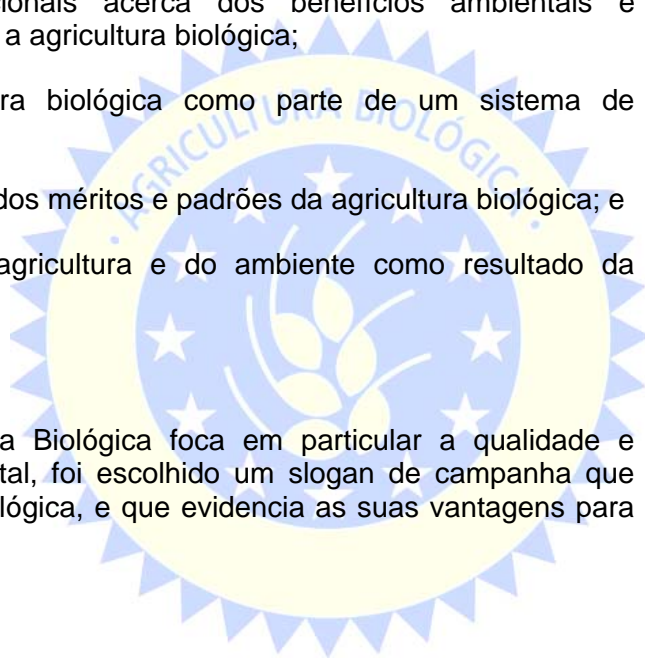 cionais acerca dos benefícios ambientais e
a agricultura biológica;
ra biológica como parte de um sistema de
dos méritos e padrões da agricultura biológica; e
agricultura e do ambiente como resultado da
a Biológica foca em particular a qualidade e
tal, foi escolhido um slogan de campanha que
lógica, e que evidencia as suas vantagens para
· AGRICULTURA BIOLÓGICA ·